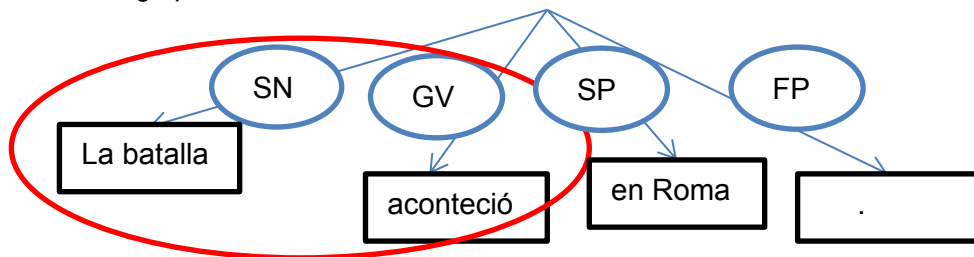 SN
GV
SP
FP
La batalla
aconteció
en Roma
.